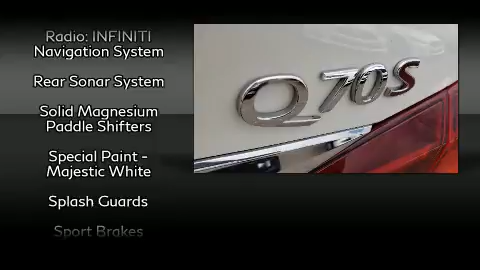 Radio: INFINITI
Navigation System
Rear Sonar System
Solid Magnesium
Paddle Shifters
Special Paint -
Majestic White
Splash Guards
Sport Brakes
Q70S